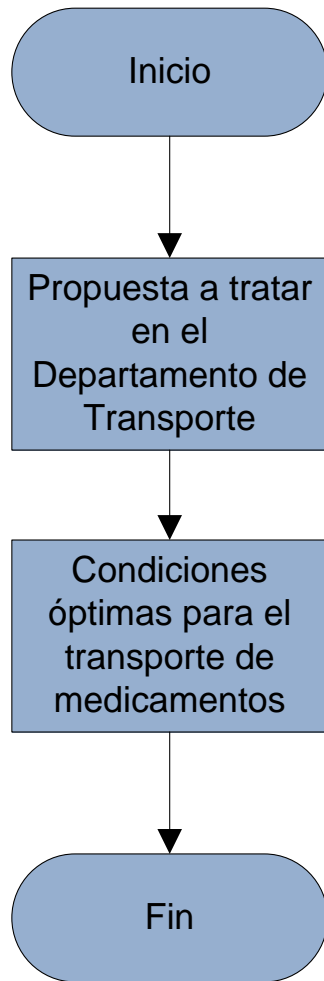 Inicio
Propuesta a tratar
en el
Departamento de
Transporte
Condiciones
óptimas para el
transporte de
medicamentos
Fin